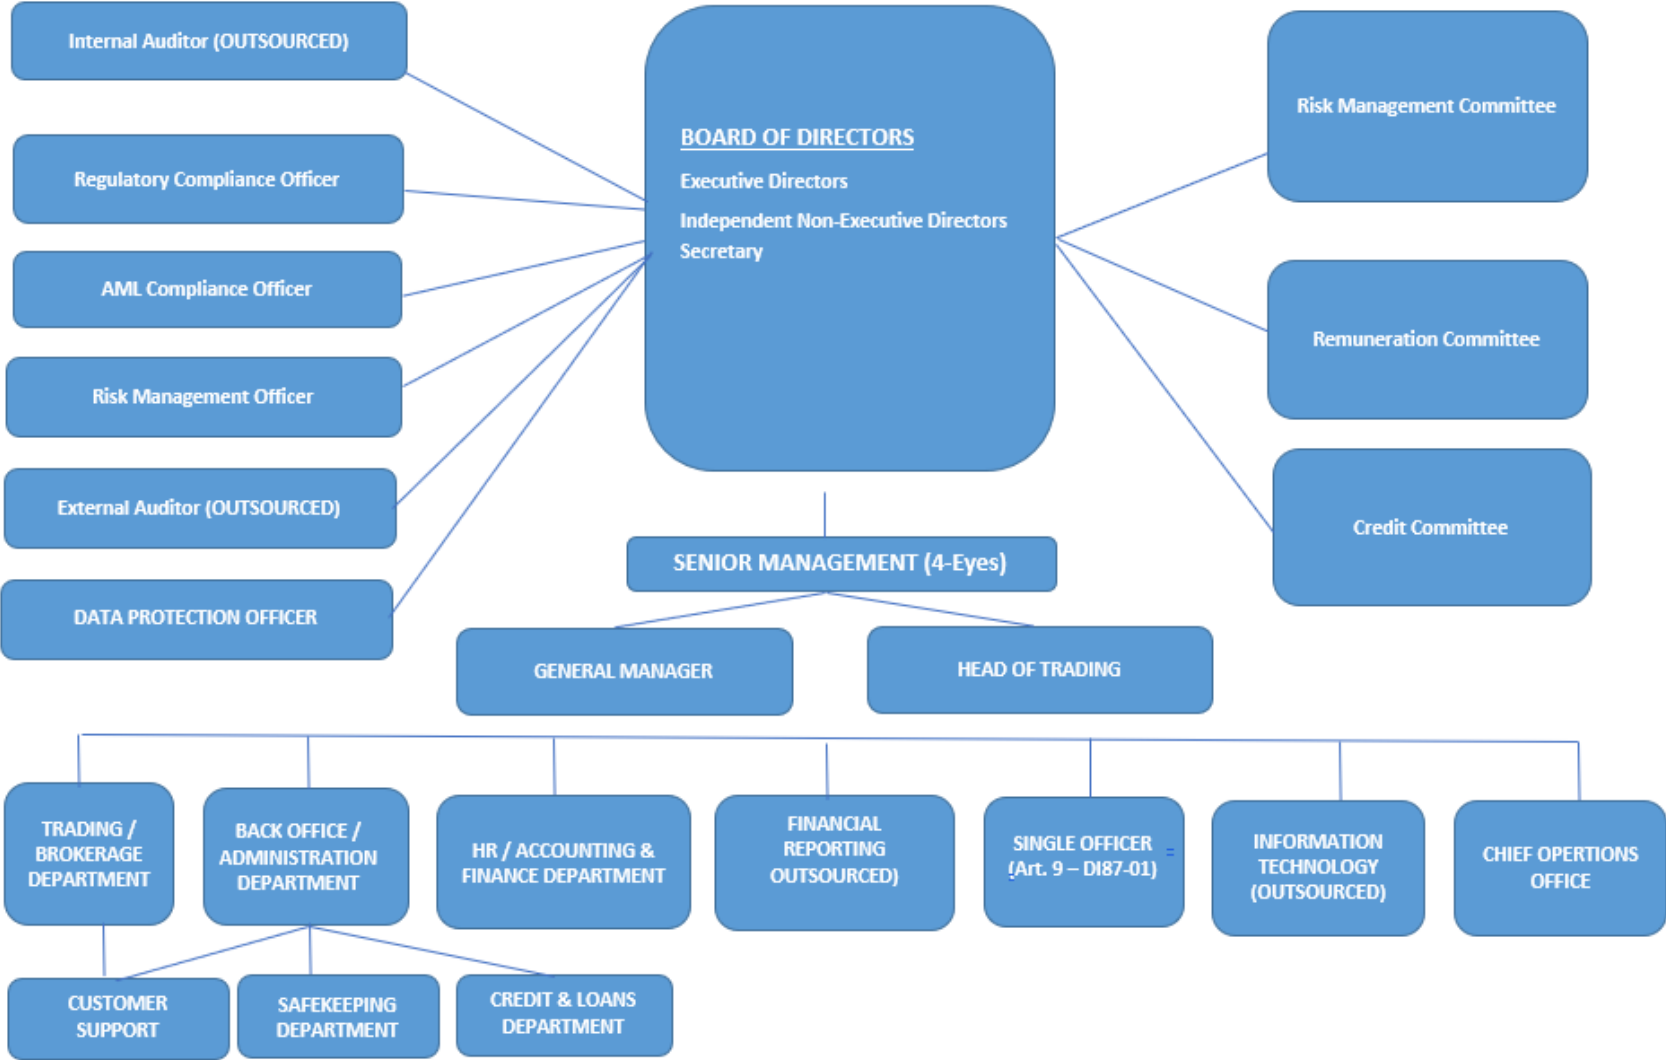 Internal Auditor (OUTSOURCED)
Regulatory Compliance Officer
AML Compliance Officer
Risk Management Officer
External Auditor (OUTSOURCED)
DATA PROTECTION OFFICER
BOARD OF DIRECTORS
Executive Directors
Independent Non-Executive Directors
Secretary
Risk Management Committee
Remuneration Committee
Credit Committee
SENIOR MANAGEMENT (4-Eyes)
GENERAL MANAGER
HEAD OF TRADING
TRADING /
BROKERAGE
DEPARTMENT
BACK OFFICE /
ADMINISTRATION
DEPARTMENT
HR / ACCOUNTING &
FINANCE DEPARTMENT
FINANCIAL
REPORTING
OUTSOURCED)
SINGLE OFFICER
(Art. 9 – DI87-01)
INFORMATION
TECHNOLOGY
(OUTSOURCED)
CHIEF OPERTIONS
OFFICE
CUSTOMER
SUPPORT
SAFEKEEPING
DEPARTMENT
CREDIT & LOANS
DEPARTMENT